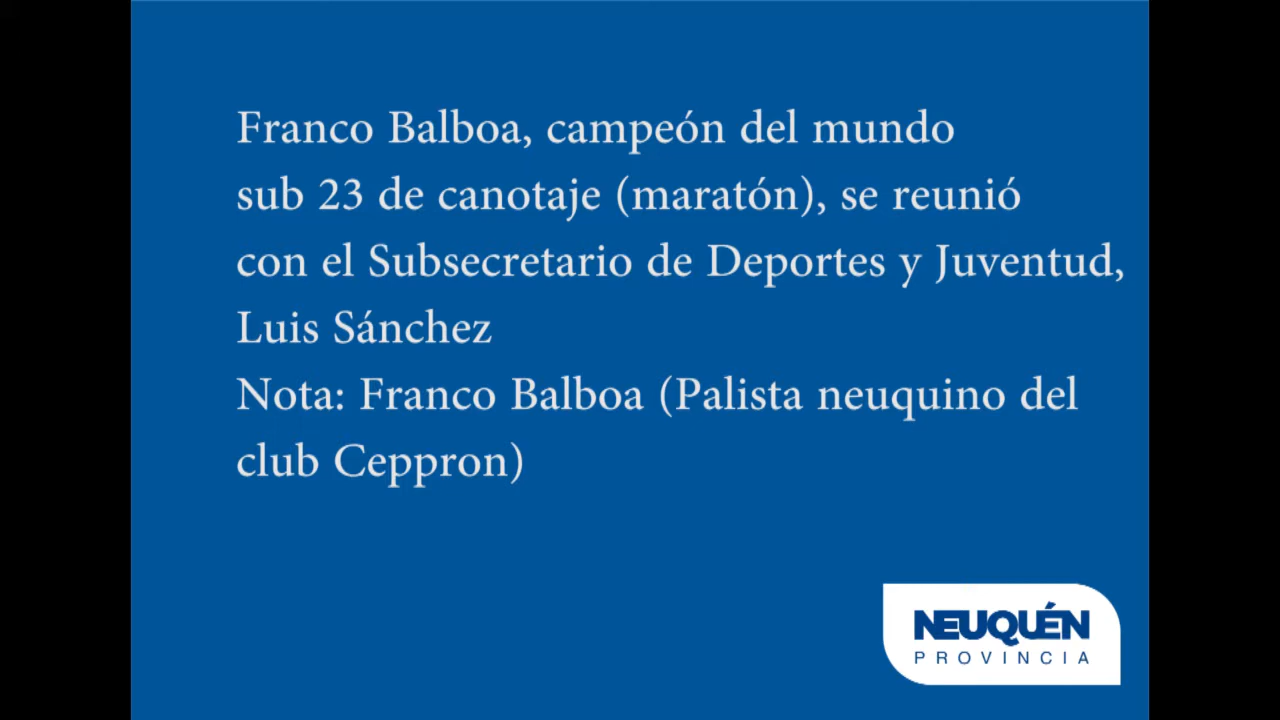 Franco Balboa, campeón del mundo
sub 23 de canotaje (maratón), se reunió
con el Subsecretario de Deportes y Juventud,
Luis Sánchez
Nota: Franco Balboa (Palista neuquino del
club Ceppron)
NEUQUÉN
PROVINCIA